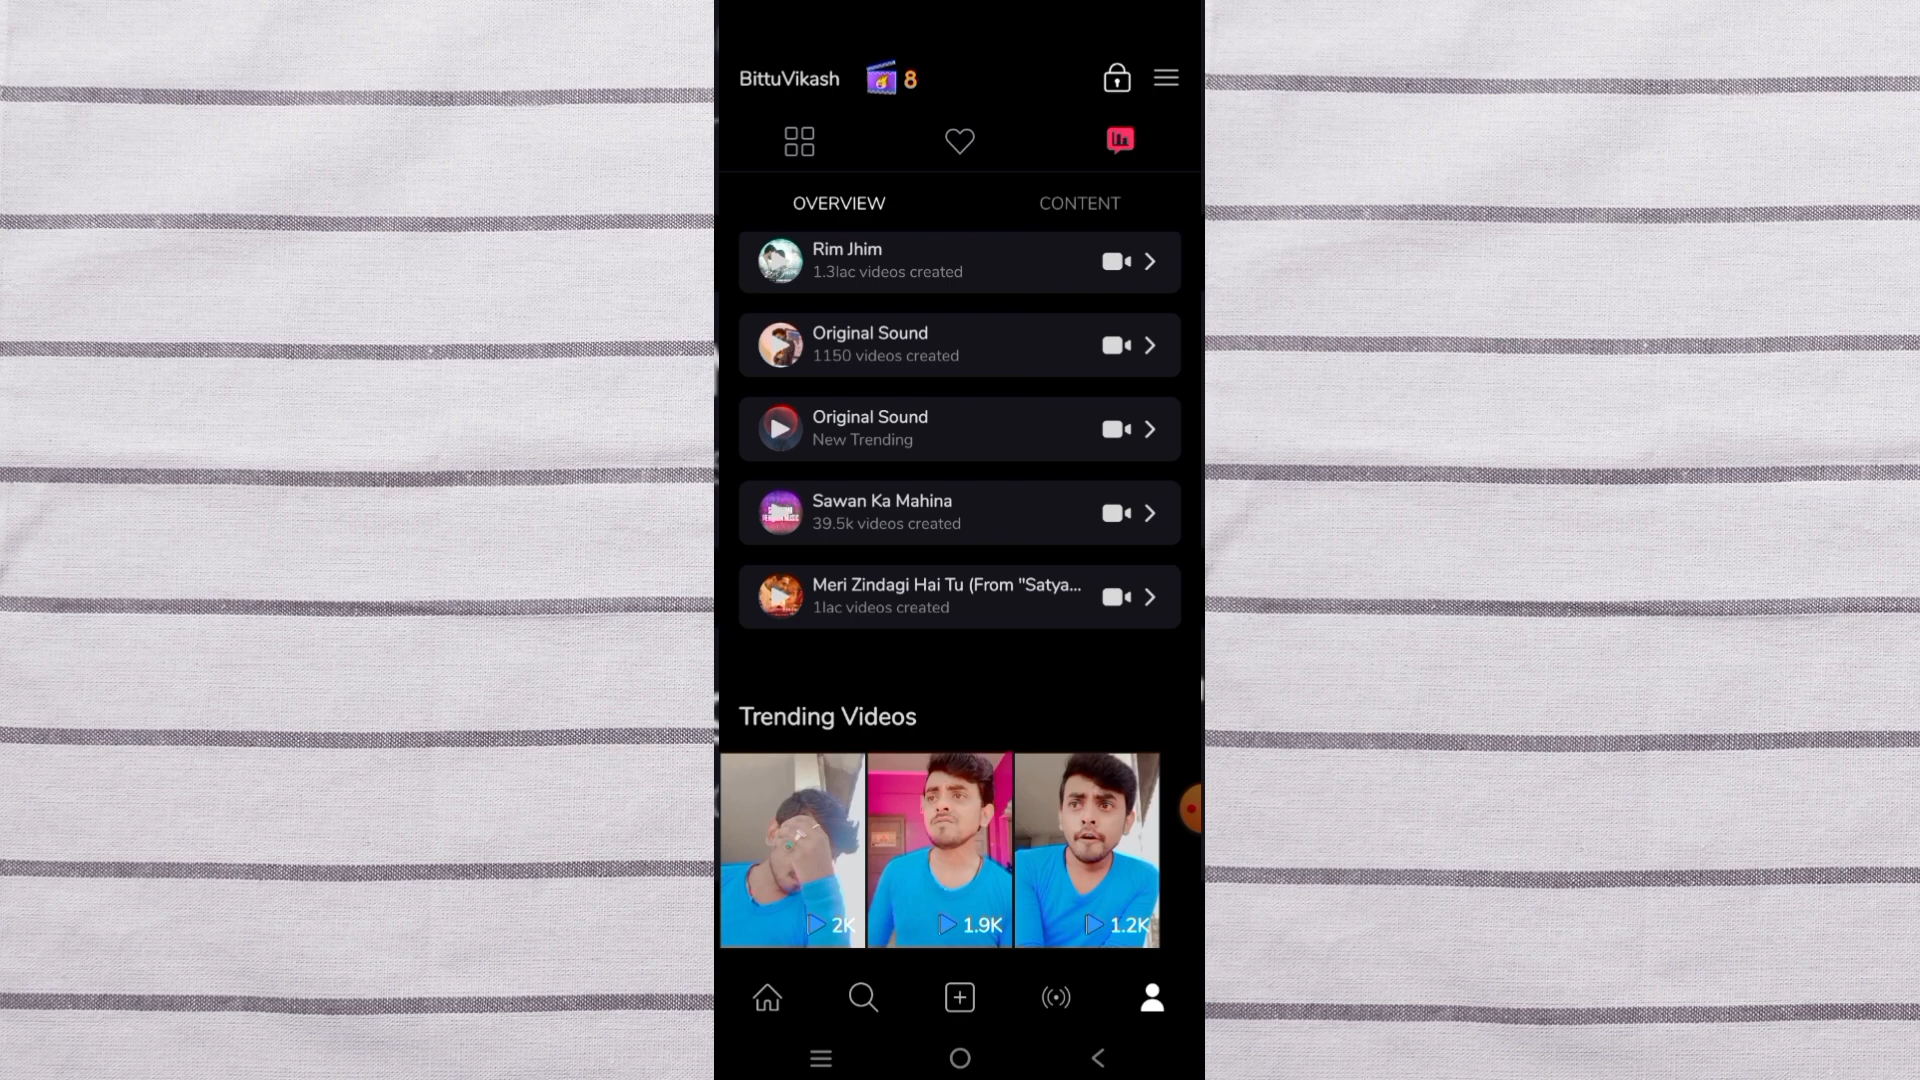 BittuVikash 8
OVERVIEW CONTENT
Rim Jhim
1.3lac videos created
Original Sound
1150 videos created
Original Sound
New Trending
Sawan Ka Mahina
39.5k videos created
Meri Zindagi Hai Tu (From "Satya...
1lac videos created
Trending Videos
2K 1.9K 1.2K